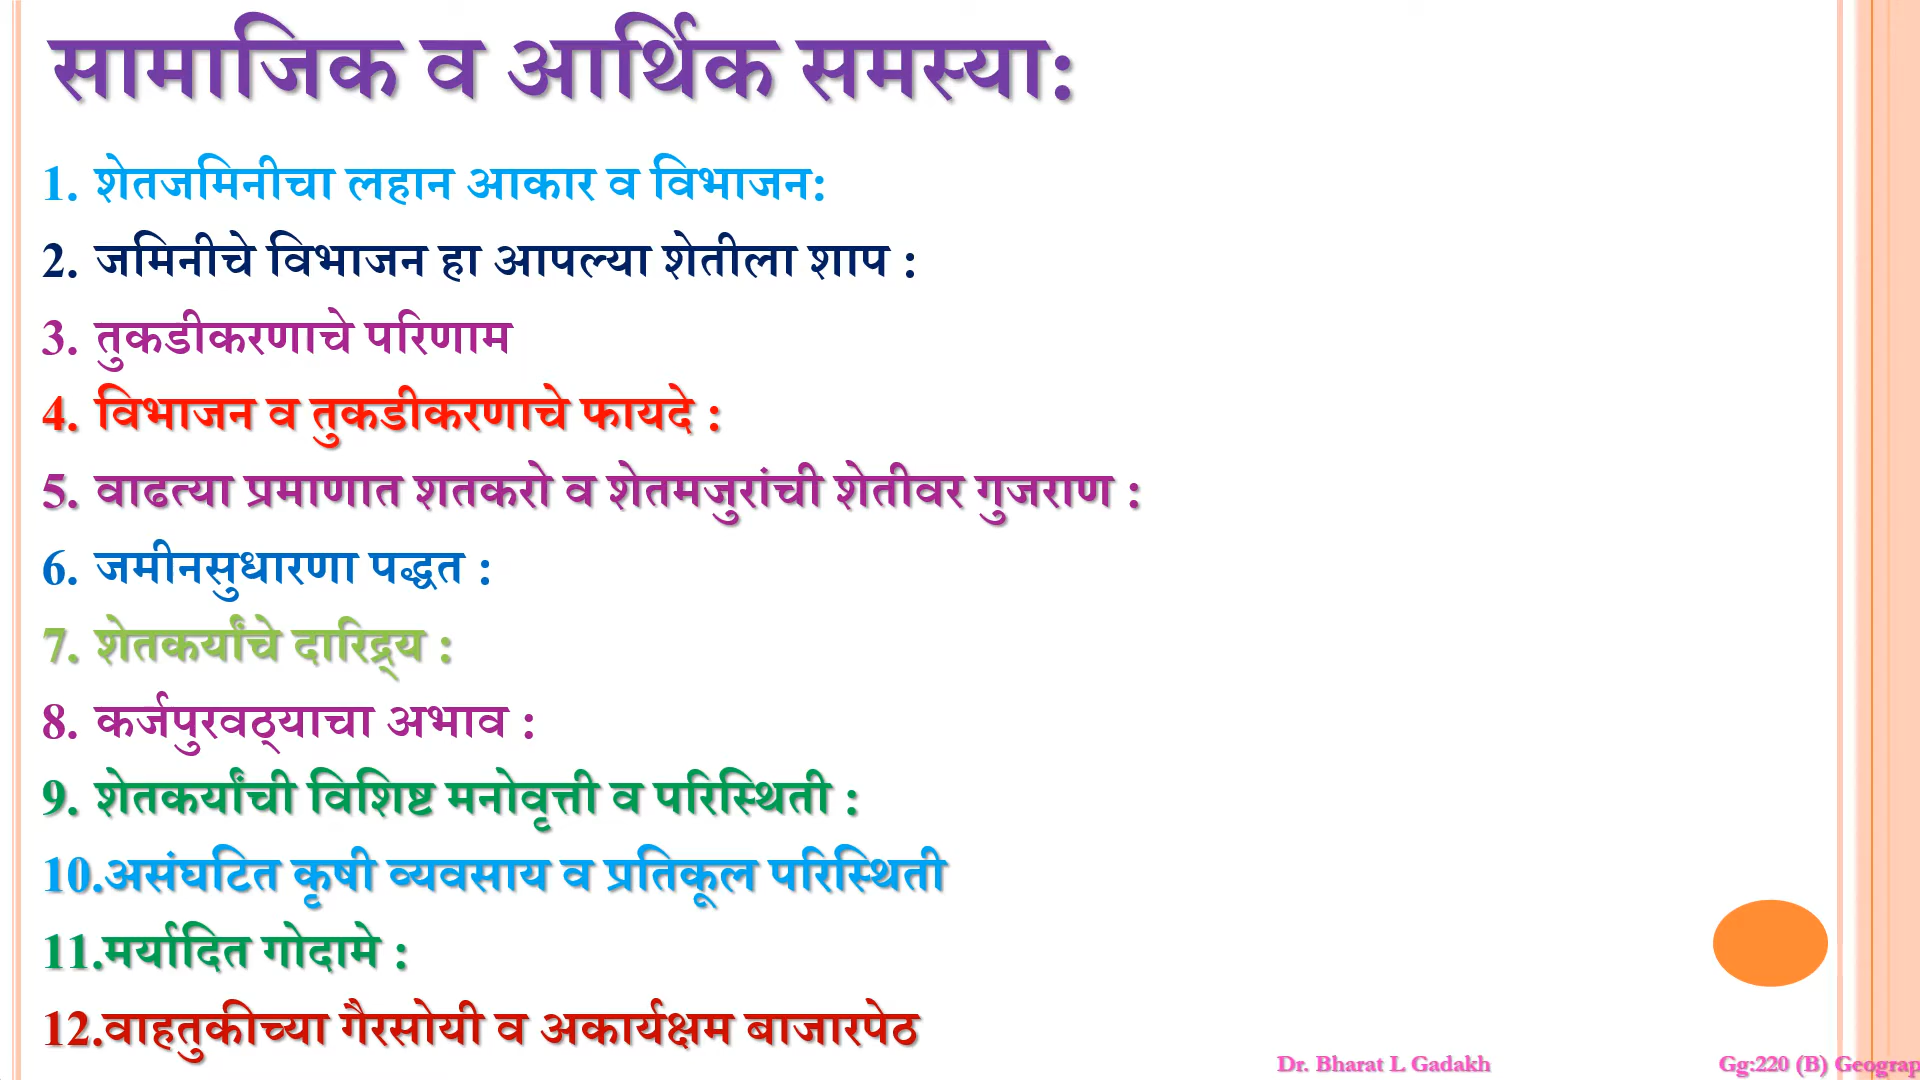 सामाजिक व आर्थिक समस्या:
1. शेतजमिनीचा लहान आकार व विभाजन:
2. जमिनीचे विभाजन हा आपल्या शेतीला शाप :
3. तुकडीकरणाचे परिणाम
4. विभाजन व तुकडीकरणाचे फायदे :
5. वाढत्या प्रमाणात शतकरो व शेतमजुरांची शेतीवर गुजराण :
6. जमीनसुधारणा पद्धत :
7. शेतकर्यांचे दारिद्र्य :
8. कर्जपुरवठ्याचा अभाव :
9. शेतकर्यांची विशिष्ट मनोवृत्ती व परिस्थिती :
10.असंघटित कृषी व्यवसाय व प्रतिकूल परिस्थिती
11.मर्यादित गोदामे :
12.वाहतुकीच्या गैरसोयी व अकार्यक्षम बाजारपेठ
Dr. Bharat L Gadakh Gg:220 (B) Geograp